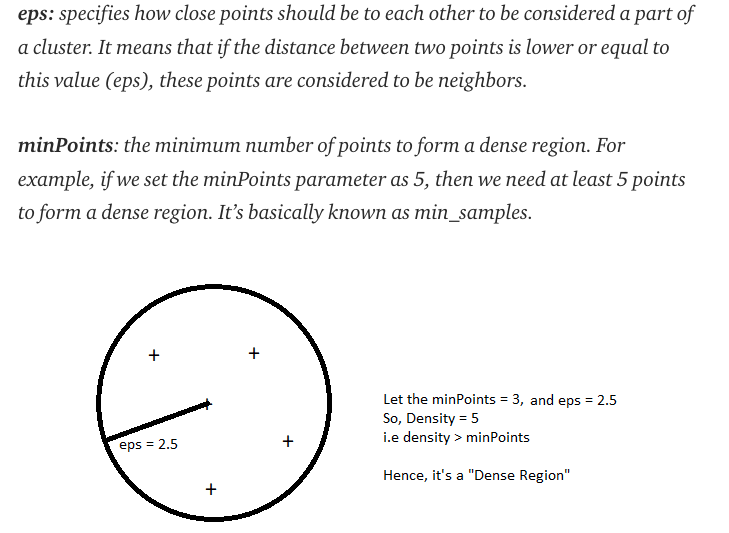 eps: specifies how close points should be to each other to be considered a part of
a cluster. It means that if the distance between two points is lower or equal to
this value (eps), these points are considered to be neighbors.
minPoints: the minimum number of points to form a dense region. For
example, if we set the minPoints parameter as 5, then we need at least 5 points
to form a dense region. It’s basically known as min_samples.
eps = 2.5
Let the minPoints = 3, and eps = 2.5
So, Density = 5
i.e density > minPoints
Hence, it's a "Dense Region"